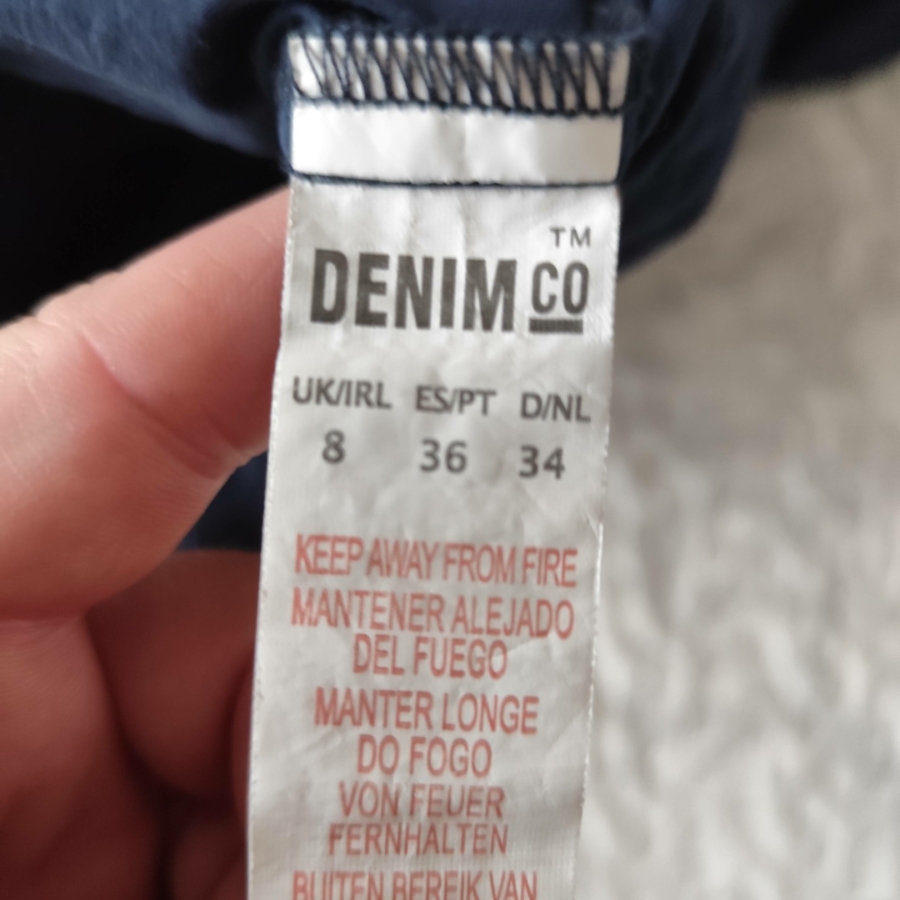 TM
DENIM CO
UK/IRL ES/PT D/NL
8 36 34
KEEP AWAY FROM FIRE
MANTENER ALEJADO
DEL FUEGO
MANTER LONGE
DO FOGO
VON FEUER
FERNHALTEN
BUITEN BEREIK VAN